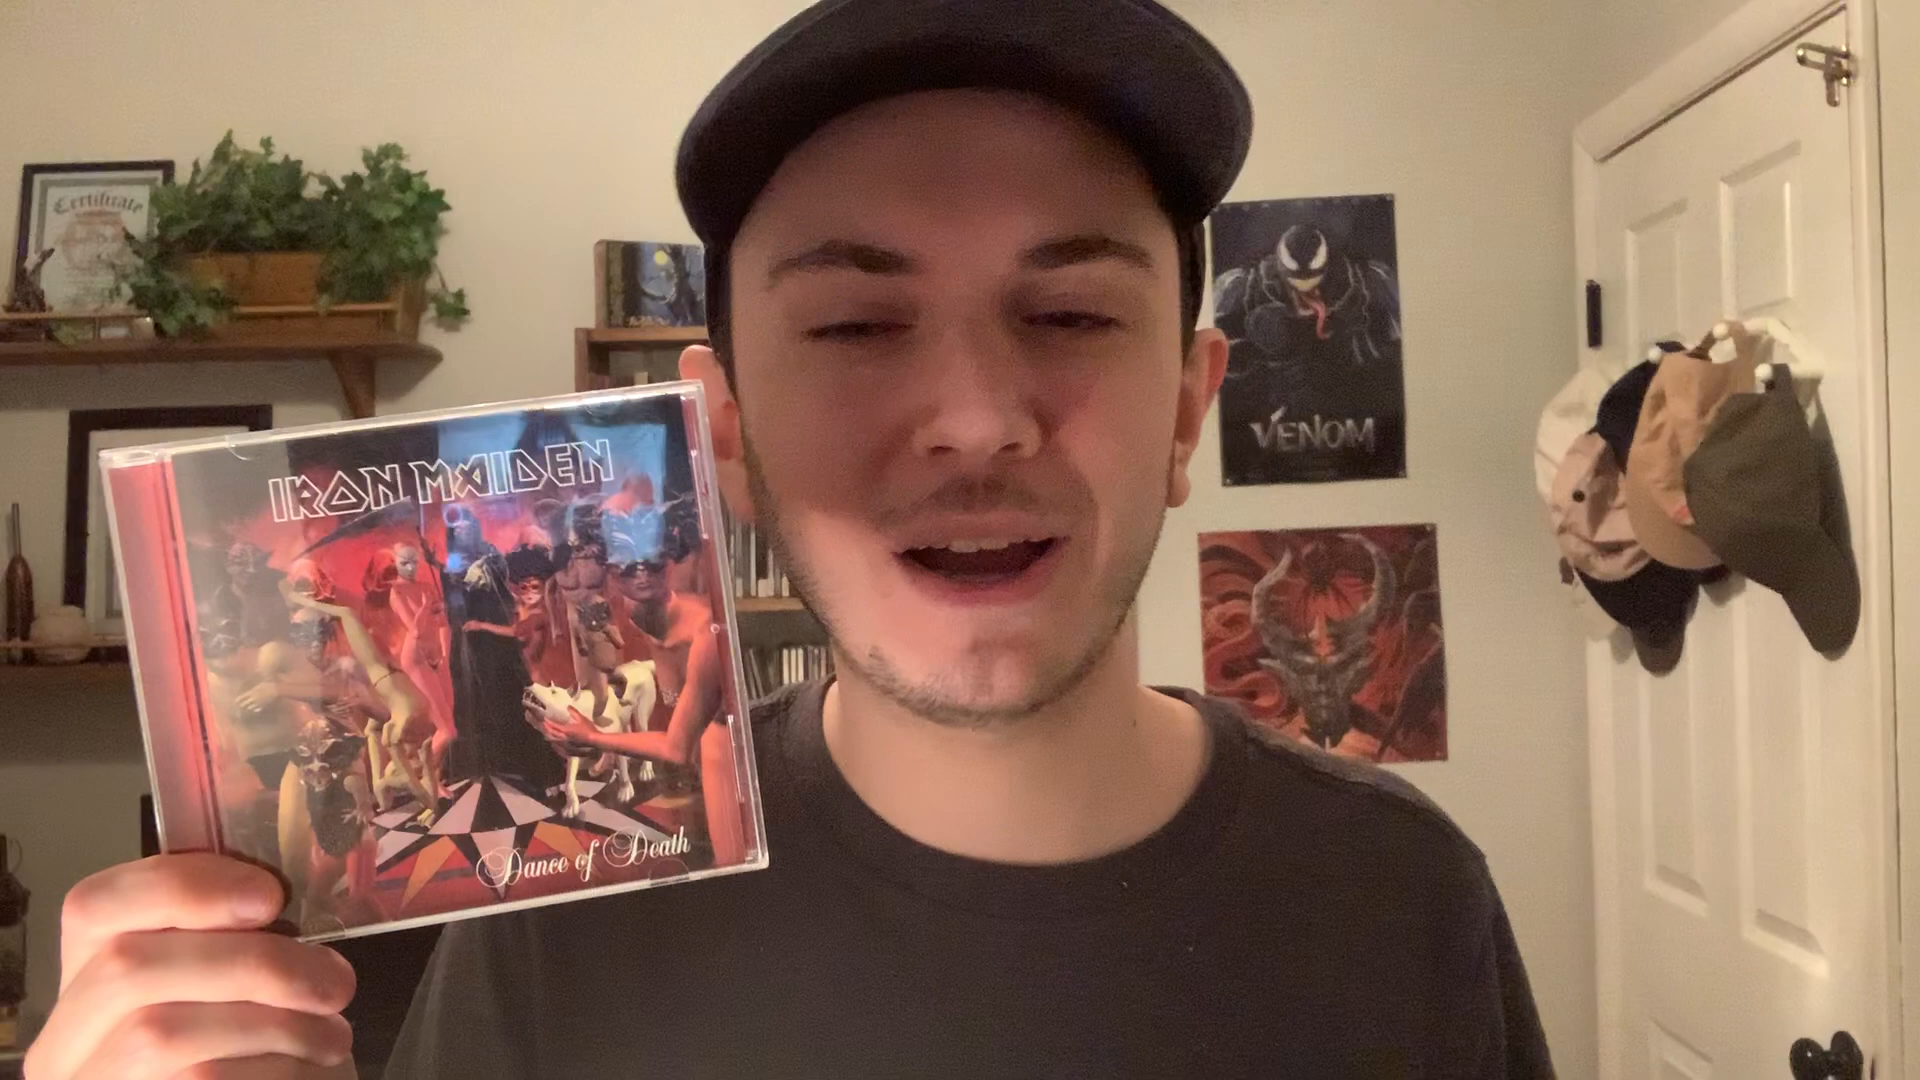 Certificate
IRON MAIDEN
VENOM
Dance of Death